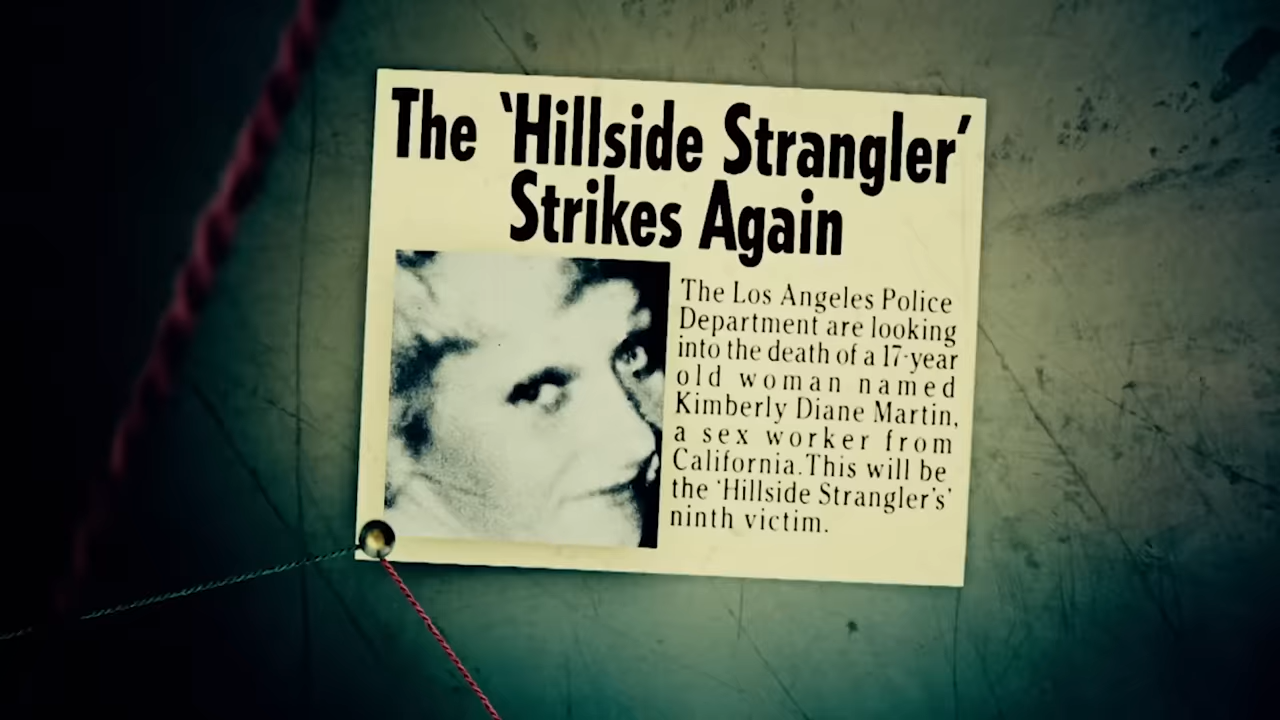 The ‘Hillside Strangler’
Strikes Again
The Los Angeles Police
Department are looking
into the death of a 17-year
old woman named
Kimberly Diane Martin,
a sex worker from
California. This will be
the ‘Hillside Strangler’s’
ninth victim.